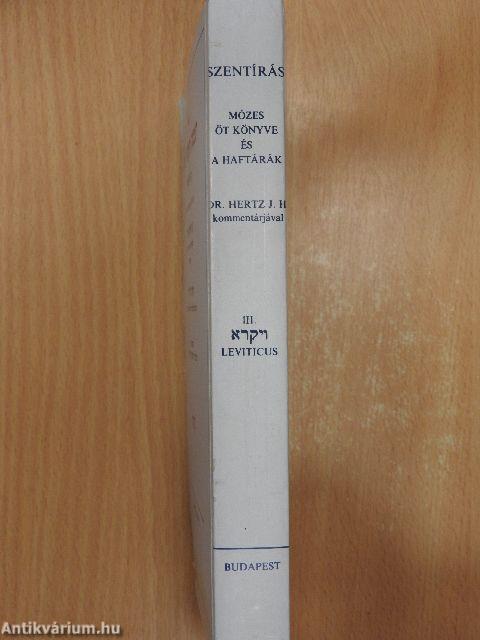 SZENTÍRÁS
MÓZES
ÖT KÖNYVE
ÉS
A HAFTÁRÁK
DR. HERTZ J. H
kommentárjával
III.
ויקרא
LEVITICUS
BUDAPEST
Antikvárium.hu